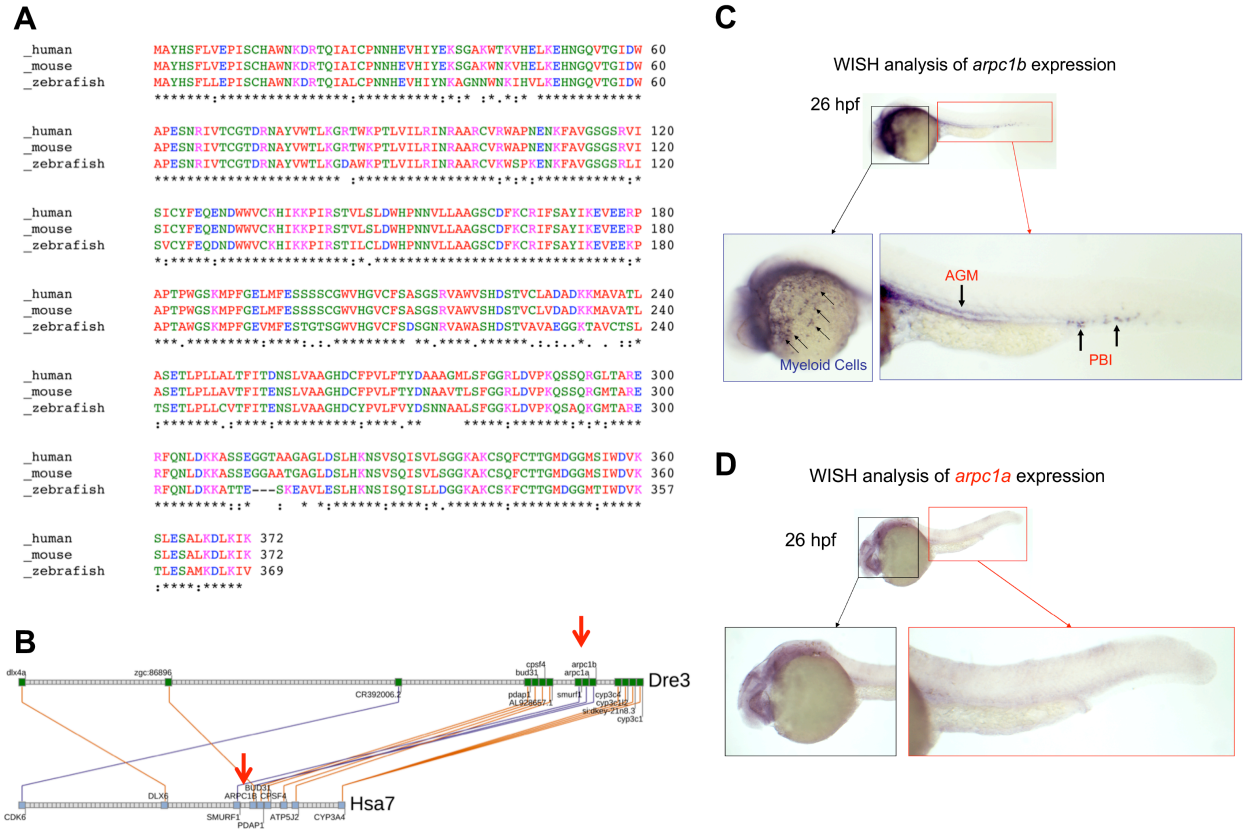 A
_human MAYHSFLVEPISCHAWNKDRTQIAICPNNHEVHIYEKSGAKWTKVHELKEHNGQVTGIDW 60
_mouse MAYHSFLVEPISCHAWNKDRTQIAICPNNHEVHIYEKSGAKWNKVHELKEHNGQVTGIDW 60
_zebrafish MAYHSFLLEPISCHAWNKDRTQIAICPNNHEVHIYNKAGNNWNKIHVLKEHNGQVTGIDW 60
*******:***************************:*:* :*.*:* *************
_human APESNRIVTCGTDRNAYVWTLKGRTWKPTLVILRINRAARCVRWAPNENKFAVGSGSRVI 120
_mouse APESNRIVTCGTDRNAYVWTLKGRTWKPTLVILRINRAARCVRWAPNENKFAVGSGSRVI 120
_zebrafish APESNRIVTCGTDRNAYVWTLKGDAWKPTLVILRINRAARCVKWSPKENKFAVGSGSRLI 120
*********************** :*****************:*:*:***********:*
_human SICYFEQENDWWVCKHIKKPIRSTVLSLDWHPNNVLLAAGSCDFKCRIFSAYIKEVEERP 180
_mouse SICYFEQENDWWVCKHIKKPIRSTVLSLDWHPNNVLLAAGSCDFKCRIFSAYIKEVEERP 180
_zebrafish SVCYFEQDNDWWVCKHIKKPIRSTILCLDWHPNNVLLAAGSCDFKCRIFSAYIKEVEEKP 180
*:*****:****************:*.*******************************:*
_human APTPWGSKMPFGELMFESSSSCGWVHGVCFSASGSRVAWVSHDSTVCLADADKKMAVATL 240
_mouse APTPWGSKMPFGELMFESSSSCGWVHGVCFSASGSRVAWVSHDSTVCLADADKKMAVATL 240
_zebrafish APTAWGSKMPFGEVMFESTGTSGWVHGVCFSDSGNRVAWVSHDSTVAVAEGGKTAVCTSL 240
***.*********:****:.:.********* **.***********.:*:..*. ..::*
_human ASETLPLLALTFITDNSLVAAGHDCFPVLFTYDAAAGMLSFGGRLDVPKQSSQRGLTARE 300
_mouse ASETLPLLAVTFITENSLVAAGHDCFPVLFTYDNAAVTLSFGGRLDVPKQSSQRGMTARE 300
_zebrafish TSETLPLLCVTFITENSLVAAGHDCYPVLFVYDSNNAALSFGGKLDVPKQSAQKGMTARE 300
:*******.:****:**********:****.** *****:*******:*:*:****
_human RFQNLDKKASSEGGTAAGAGLDSLHKNSVSQISVLSGGKAKCSQFCTTGMDGGMSIWDVK 360
_mouse RFQNLDKKASSEGGAATGAGLDSLHKNSVSQISVLSGGKAKCSQFCTTGMDGGMSIWDVK 360
_zebrafish RFQNLDKKATTE---SKEAVLESLHKNSISQISLLDGGKAKCSKFCTTGMDGGMTIWDVK 357
*********::* : * *:******:****:*.*******:**********:*****
_human SLESALKDLKIK 372
_mouse SLESALKDLKIK 372
_zebrafish TLESAMKDLKIV 369
:****:*****
B
dlx4a zgc:86896 CR392006.2 bud31 cpsf4 arpc1a arpc1b Dre3
pdap1 AL928657.1 smurf1 cyp3c4 cyp3c1l2 si:dkey-21n8.3 cyp3c1
CDK6 DLX6 SMURF1 ARPC1B BUD31 PDAP1 CPSF4 ATP5J2 CYP3A4 Hsa7
C
WISH analysis of arpc1b expression
26 hpf
AGM
PBI
Myeloid Cells
D
WISH analysis of arpc1a expression
26 hpf